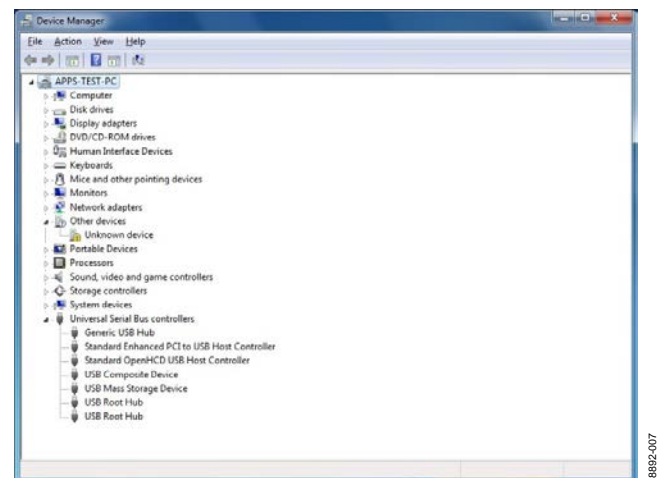 Device Manager
File Action View Help
APPS-TEST-PC
Computer
Disk drives
Display adapters
DVD/CD-ROM drives
Human Interface Devices
Keyboards
Mice and other pointing devices
Monitors
Network adapters
Other devices
Unknown device
Portable Devices
Processors
Sound, video and game controllers
Storage controllers
System devices
Universal Serial Bus controllers
Generic USB Hub
Standard Enhanced PCI to USB Host Controller
Standard OpenHCD USB Host Controller
USB Composite Device
USB Mass Storage Device
USB Root Hub
USB Root Hub
8892-007